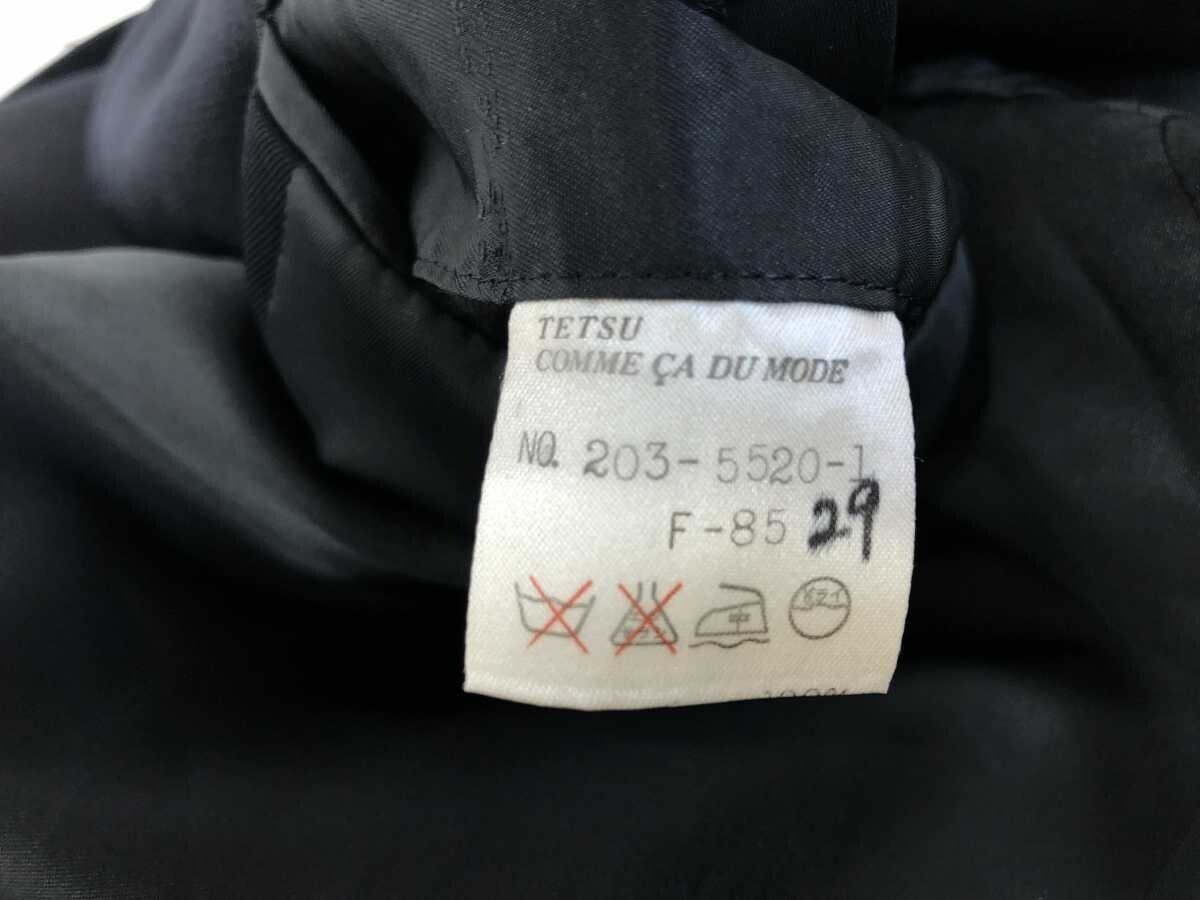 TETSU
COMME ÇA DU MODE
NO. 203-5520-1
F-85 29